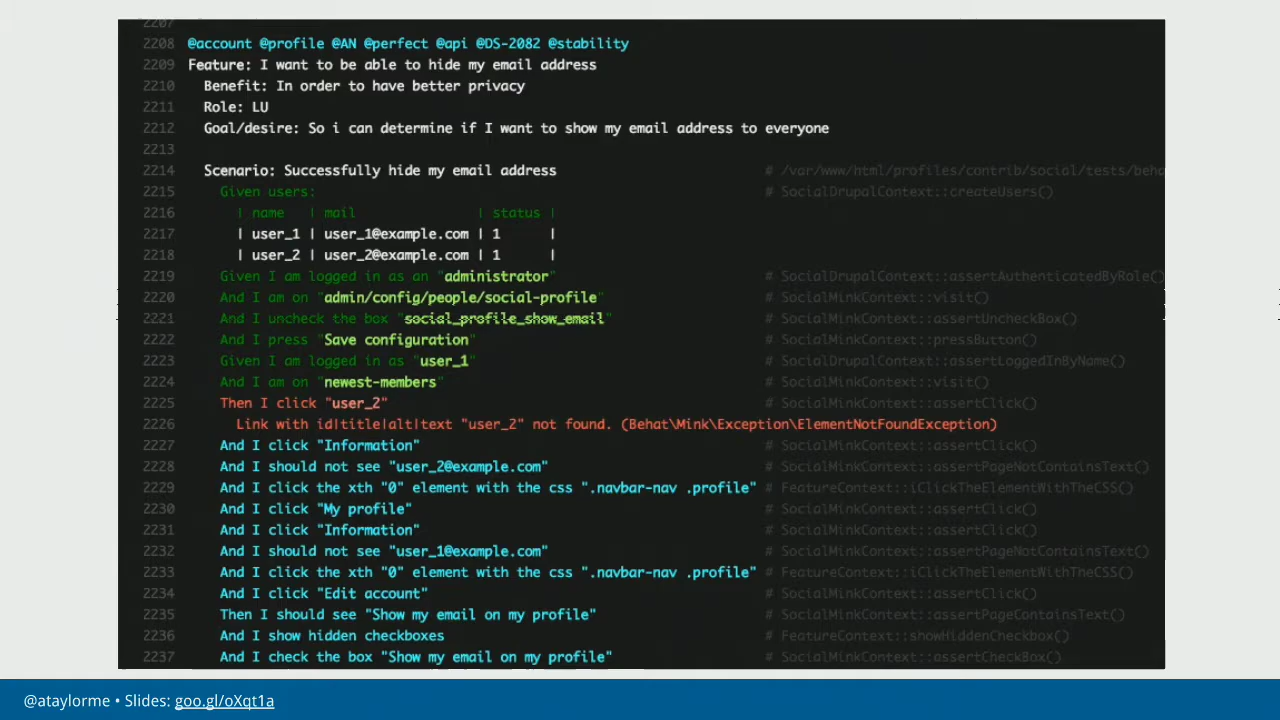 2207
2208 @account @profile @AN @perfect @api @DS-2082 @stability
2209 Feature: I want to be able to hide my email address
2210 Benefit: In order to have better privacy
2211 Role: LU
2212 Goal/desire: So i can determine if I want to show my email address to everyone
2213
2214 Scenario: Successfully hide my email address # /var/www/html/profiles/contrib/social/tests/beha
2215 Given users: # SocialDrupalContext::createUsers()
2216 | name | mail | status |
2217 | user_1 | user_1@example.com | 1 |
2218 | user_2 | user_2@example.com | 1 |
2219 Given I am logged in as an "administrator" # SocialDrupalContext::assertAuthenticatedByRole()
2220 And I am on "admin/config/people/social-profile" # SocialMinkContext::visit()
2221 And I uncheck the box "social_profile_show_email" # SocialMinkContext::assertUncheckBox()
2222 And I press "Save configuration" # SocialMinkContext::pressButton()
2223 Given I am logged in as "user_1" # SocialDrupalContext::assertLoggedInByName()
2224 And I am on "newest-members" # SocialMinkContext::visit()
2225 Then I click "user_2" # SocialMinkContext::assertClick()
2226 Link with id|title|alt|text "user_2" not found. (Behat\Mink\Exception\ElementNotFoundException)
2227 And I click "Information" # SocialMinkContext::assertClick()
2228 And I should not see "user_2@example.com" # SocialMinkContext::assertPageNotContainsText()
2229 And I click the xth "0" element with the css ".navbar-nav .profile" # FeatureContext::iClickTheElementWithTheCSS()
2230 And I click "My profile" # SocialMinkContext::assertClick()
2231 And I click "Information" # SocialMinkContext::assertClick()
2232 And I should not see "user_1@example.com" # SocialMinkContext::assertPageNotContainsText()
2233 And I click the xth "0" element with the css ".navbar-nav .profile" # FeatureContext::iClickTheElementWithTheCSS()
2234 And I click "Edit account" # SocialMinkContext::assertClick()
2235 Then I should see "Show my email on my profile" # SocialMinkContext::assertPageContainsText()
2236 And I show hidden checkboxes # FeatureContext::showHiddenCheckbox()
2237 And I check the box "Show my email on my profile" # SocialMinkContext::assertCheckBox()
@ataylorme • Slides: goo.gl/oXqt1a